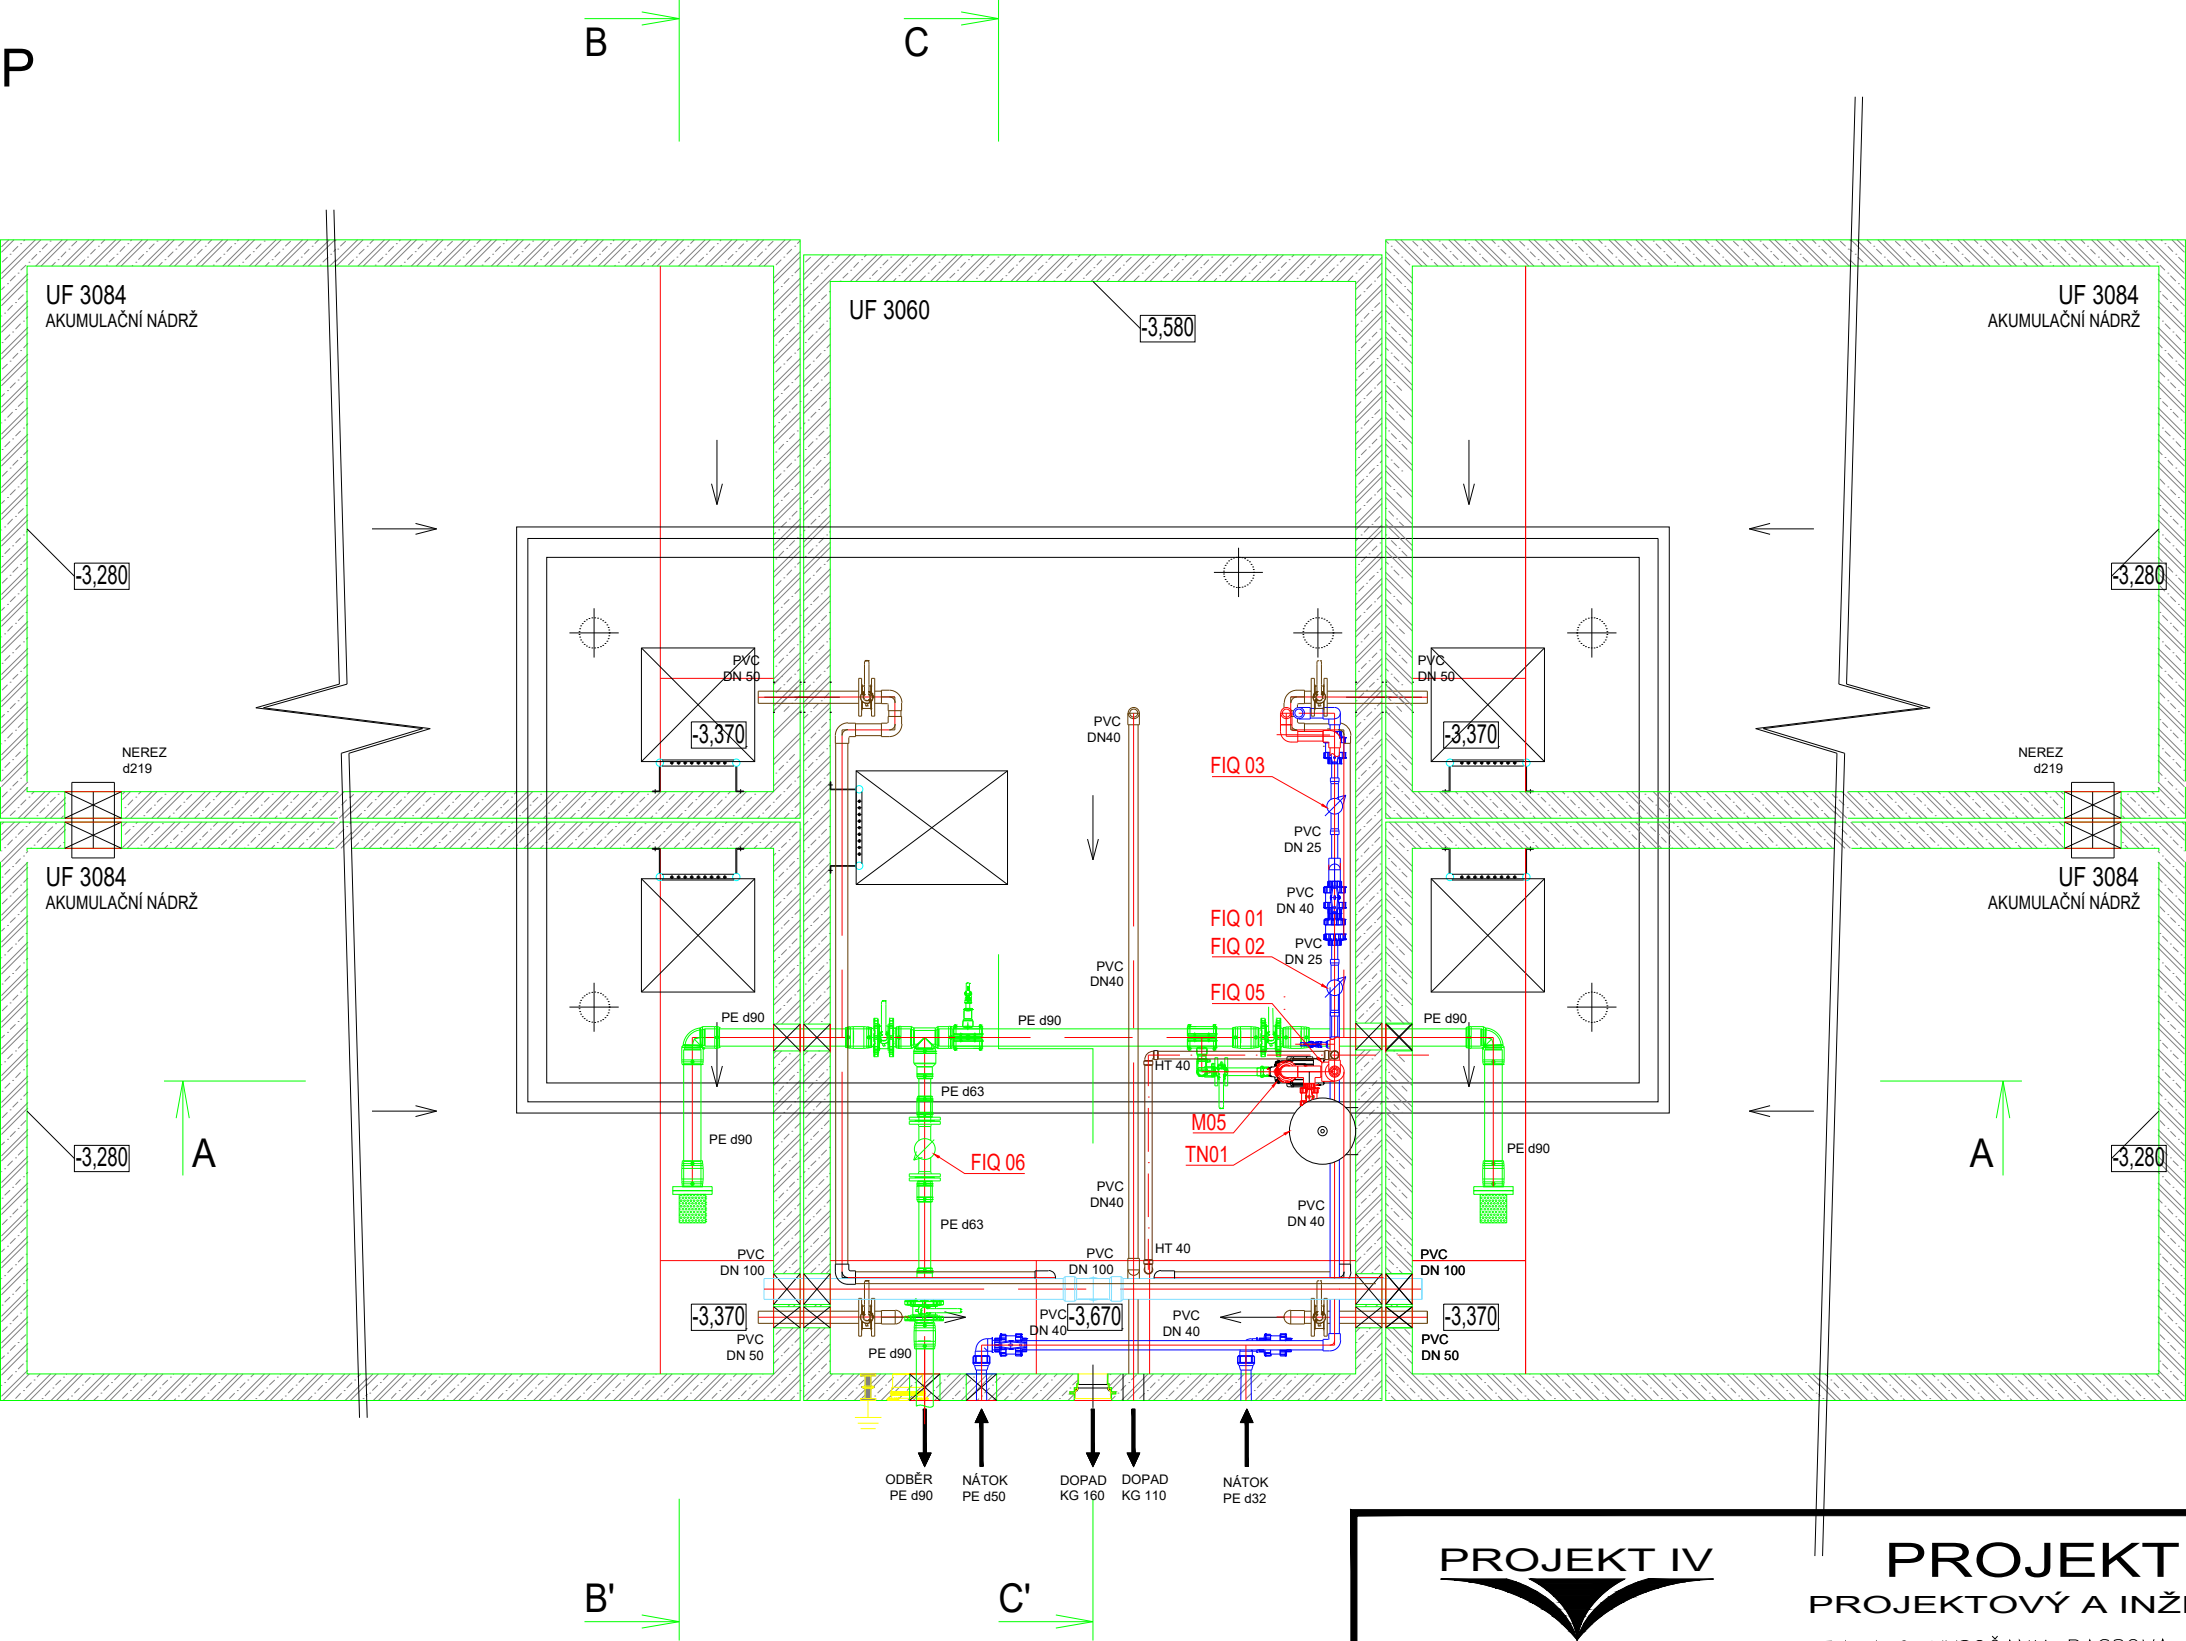 B
C
P
UF 3084
AKUMULAČNÍ NÁDRŽ
UF 3060
-3,580
UF 3084
AKUMULAČNÍ NÁDRŽ
-3,280
-3,280
PVC
DN 50
PVC
DN 50
-3,370
-3,370
PVC
DN40
NEREZ
d219
NEREZ
d219
FIQ 03
PVC
DN 25
UF 3084
AKUMULAČNÍ NÁDRŽ
UF 3084
AKUMULAČNÍ NÁDRŽ
PVC
DN 40
FIQ 01
FIQ 02
PVC
DN 25
PVC
DN40
FIQ 05
PE d90
PE d90
PE d90
HT 40
PE d63
M05
TN01
PE d90
PE d90
FIQ 06
-3,280
A
A
-3,280
PVC
DN40
PVC
DN 40
PE d63
HT 40
PVC
DN 100
PVC
DN 100
PVC
DN 100
-3,370
PVC
DN 40
-3,670
PVC
DN 40
-3,370
PVC
DN 50
PE d90
PVC
DN 50
ODBĚR
PE d90
NÁTOK
PE d50
DOPAD
KG 160
DOPAD
KG 110
NÁTOK
PE d32
B'
C'
PROJEKT IV
PROJEKT
PROJEKTOVÝ A INŽ